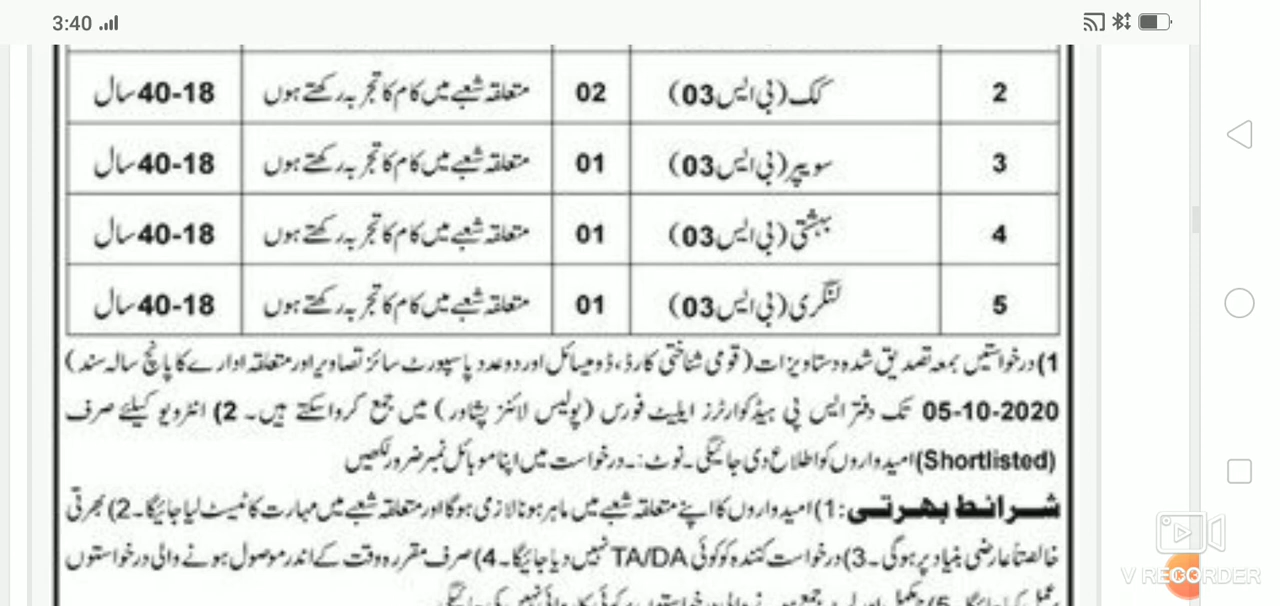 3:40
2 کک (بی ایس 03) 02 متعلقہ شعبے میں کام کا تجربہ رکھتے ہوں 18-40 سال
3 سویپر (بی ایس 03) 01 متعلقہ شعبے میں کام کا تجربہ رکھتے ہوں 18-40 سال
4 بہشتی (بی ایس 03) 01 متعلقہ شعبے میں کام کا تجربہ رکھتے ہوں 18-40 سال
5 لنگری (بی ایس 03) 01 متعلقہ شعبے میں کام کا تجربہ رکھتے ہوں 18-40 سال
1) درخواستیں بمعہ تصدیق شدہ دستاویزات (قومی شناختی کارڈ، ڈومیسائل اور دو عدد پاسپورٹ سائز تصاویر اور متعلقہ ادارے کا پانچ سالہ سند)
05-10-2020 تک دفتر ایس پی ہیڈ کوارٹرز ایلیٹ فورس (پولیس لائنز پشاور) میں جمع کروا سکتے ہیں۔ 2) انٹرویو کیلئے صرف
(Shortlisted) امیدواروں کو اطلاع دی جائیگی۔ نوٹ:۔ درخواست میں اپنا موبائل نمبر ضرور لکھیں
شرائط بھرتی: 1) امیدواروں کا اپنے متعلقہ شعبے میں ماہر ہونا لازمی ہوگا اور متعلقہ شعبے میں مہارت کا ٹیسٹ لیا جائیگا۔ 2) بھرتی
خالصتاً عارضی بنیاد پر ہوگی۔ 3) درخواست کنندہ کو کوئی TA/DA نہیں دیا جائیگا۔ 4) صرف مقررہ وقت کے اندر موصول ہونے والی درخواستوں
V RECORDER